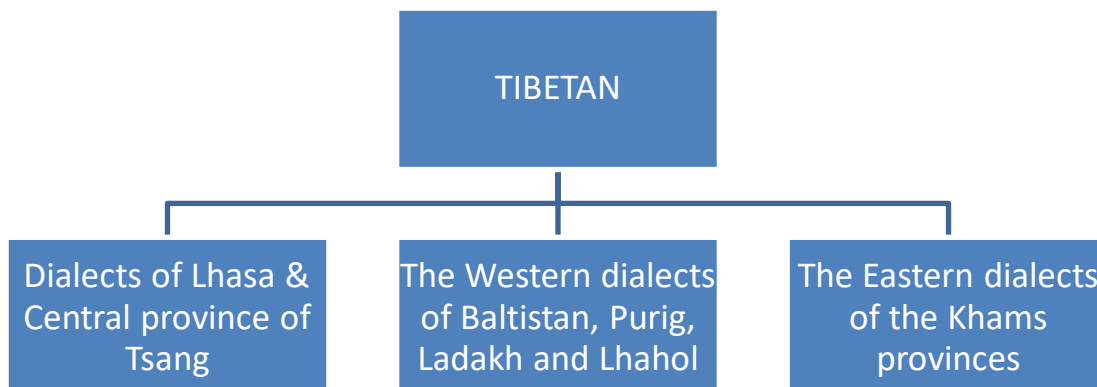 TIBETAN
Dialects of Lhasa &
Central province of
Tsang
The Western dialects
of Baltistan, Purig,
Ladakh and Lhahol
The Eastern dialects
of the Khams
provinces